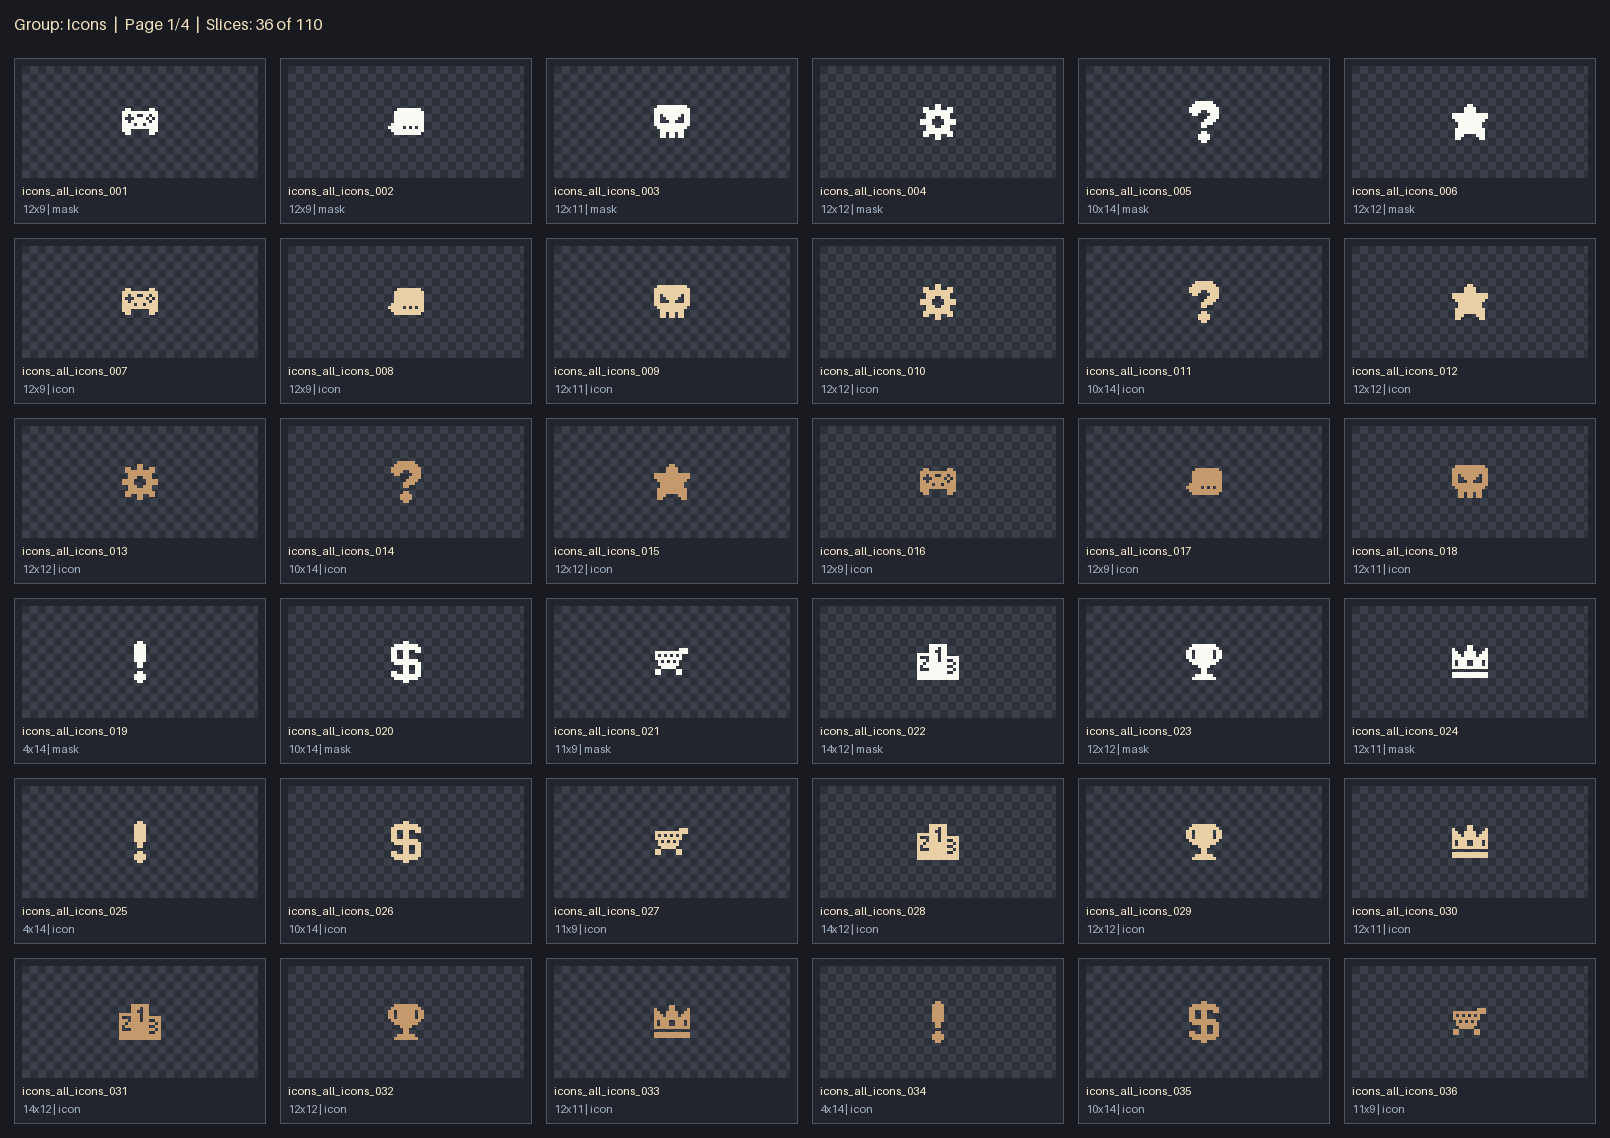 Group: Icons | Page 1/4 | Slices: 36 of 110
icons_all_icons_001
12x9 | mask
icons_all_icons_002
12x9 | mask
icons_all_icons_003
12x11 | mask
icons_all_icons_004
12x12 | mask
icons_all_icons_005
10x14 | mask
icons_all_icons_006
12x12 | mask
icons_all_icons_007
12x9 | icon
icons_all_icons_008
12x9 | icon
icons_all_icons_009
12x11 | icon
icons_all_icons_010
12x12 | icon
icons_all_icons_011
10x14 | icon
icons_all_icons_012
12x12 | icon
icons_all_icons_013
12x12 | icon
icons_all_icons_014
10x14 | icon
icons_all_icons_015
12x12 | icon
icons_all_icons_016
12x9 | icon
icons_all_icons_017
12x9 | icon
icons_all_icons_018
12x11 | icon
icons_all_icons_019
4x14 | mask
icons_all_icons_020
10x14 | mask
icons_all_icons_021
11x9 | mask
icons_all_icons_022
14x12 | mask
icons_all_icons_023
12x12 | mask
icons_all_icons_024
12x11 | mask
icons_all_icons_025
4x14 | icon
icons_all_icons_026
10x14 | icon
icons_all_icons_027
11x9 | icon
icons_all_icons_028
14x12 | icon
icons_all_icons_029
12x12 | icon
icons_all_icons_030
12x11 | icon
icons_all_icons_031
14x12 | icon
icons_all_icons_032
12x12 | icon
icons_all_icons_033
12x11 | icon
icons_all_icons_034
4x14 | icon
icons_all_icons_035
10x14 | icon
icons_all_icons_036
11x9 | icon